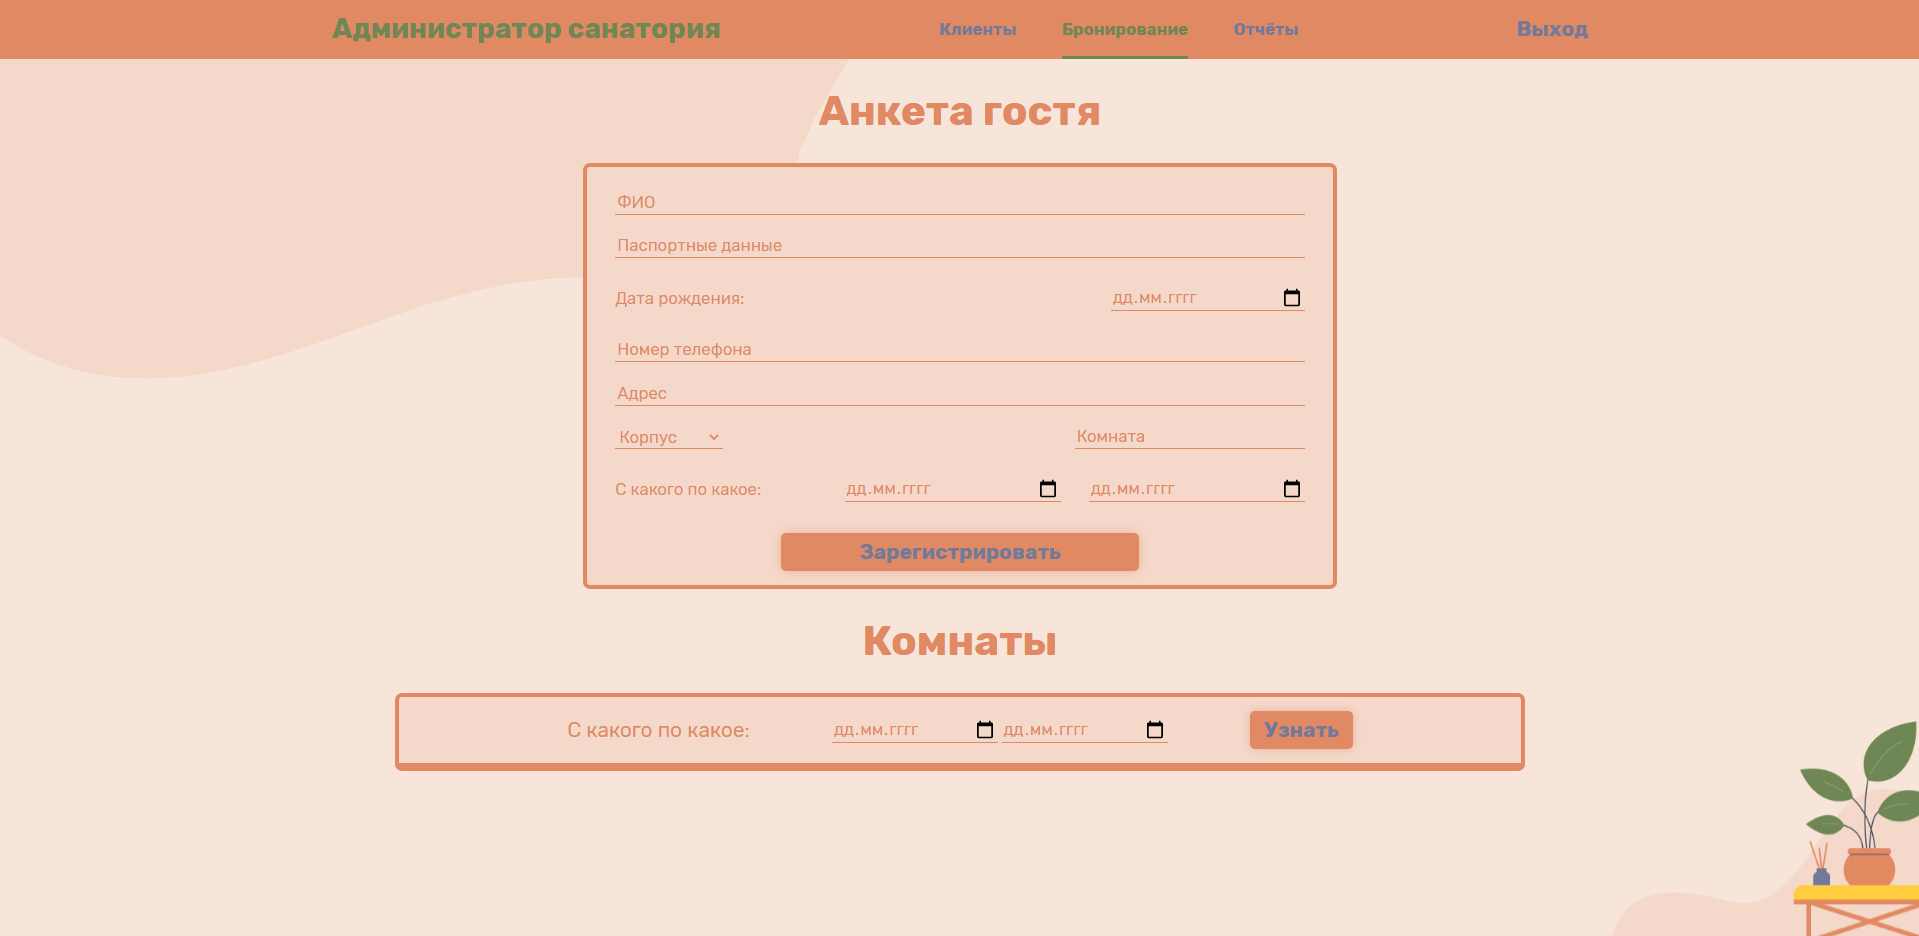 Администратор санатория Клиенты Бронирование Отчёты Выход
Анкета гостя
ФИО
Паспортные данные
Дата рождения: дд.мм.гггг
Номер телефона
Адрес
Корпус Комната
С какого по какое: дд.мм.гггг дд.мм.гггг
Зарегистрировать
Комнаты
С какого по какое: дд.мм.гггг дд.мм.гггг Узнать